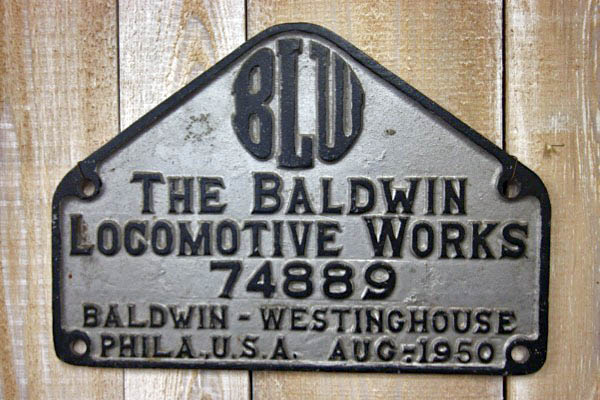 BLW
THE BALDWIN
LOCOMOTIVE WORKS
74889
BALDWIN - WESTINGHOUSE
PHILA., U.S.A. AUG-1950